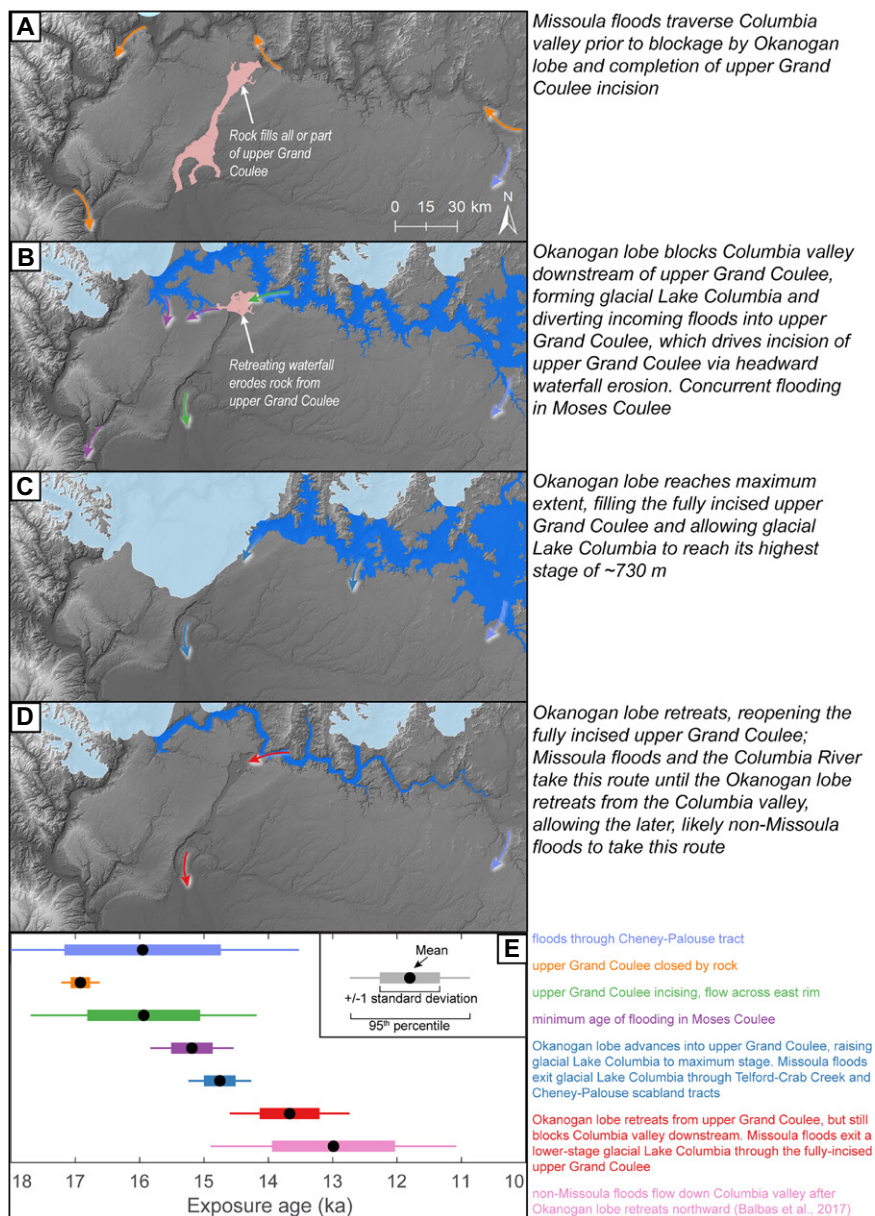 A
Missoula floods traverse Columbia
valley prior to blockage by Okanogan
lobe and completion of upper Grand
Coulee incision
Rock fills all or part
of upper Grand
Coulee
N
0 15 30 km
B
Okanogan lobe blocks Columbia valley
downstream of upper Grand Coulee,
forming glacial Lake Columbia and
diverting incoming floods into upper
Grand Coulee, which drives incision of
upper Grand Coulee via headward
waterfall erosion. Concurrent flooding
in Moses Coulee
Retreating waterfall
erodes rock from
upper Grand Coulee
C
Okanogan lobe reaches maximum
extent, filling the fully incised upper
Grand Coulee and allowing glacial
Lake Columbia to reach its highest
stage of ~730 m
D
Okanogan lobe retreats, reopening the
fully incised upper Grand Coulee;
Missoula floods and the Columbia River
take this route until the Okanogan lobe
retreats from the Columbia valley,
allowing the later, likely non-Missoula
floods to take this route
E
Mean
+/-1 standard deviation
95th percentile
18 17 16 15 14 13 12 11 10
Exposure age (ka)
floods through Cheney-Palouse tract
upper Grand Coulee closed by rock
upper Grand Coulee incising, flow across east rim
minimum age of flooding in Moses Coulee
Okanogan lobe advances into upper Grand Coulee, raising
glacial Lake Columbia to maximum stage. Missoula floods
exit glacial Lake Columbia through Telford-Crab Creek and
Cheney-Palouse scabland tracts
Okanogan lobe retreats from upper Grand Coulee, but still
blocks Columbia valley downstream. Missoula floods exit a
lower-stage glacial Lake Columbia through the fully-incised
upper Grand Coulee
non-Missoula floods flow down Columbia valley after
Okanogan lobe retreats northward (Balbas et al., 2017)